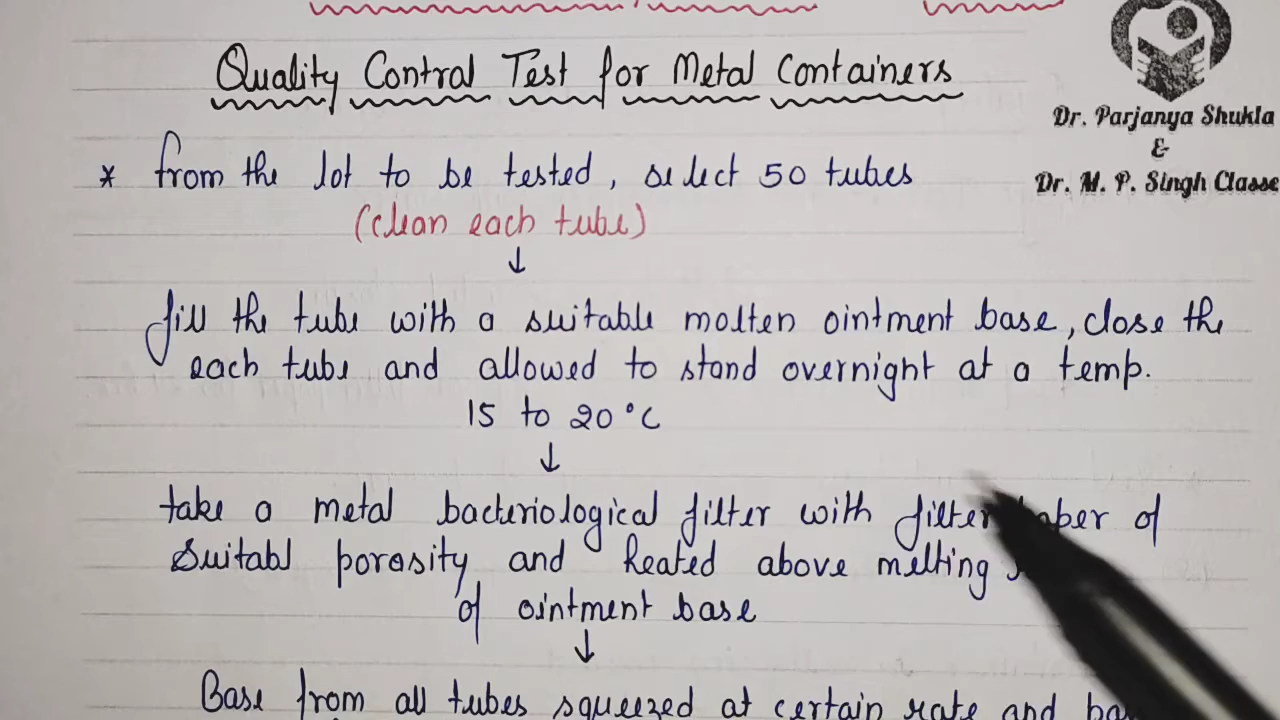 Quality Contral Test for Metal Containers
Dr. Parjanya Shukla
&
Dr. M. P. Singh Classe
* from the lot to be tested, select 50 tubes
(clean each tube)
↓
fill the tube with a suitable molten ointment base, close the
each tube and allowed to stand overnight at a temp.
15 to 20°C
↓
take a metal bacteriological filter with filter of
Suitabl porosity and heated above melting
of ointment base
↓
Base from all tubes squeezed at certain rate and